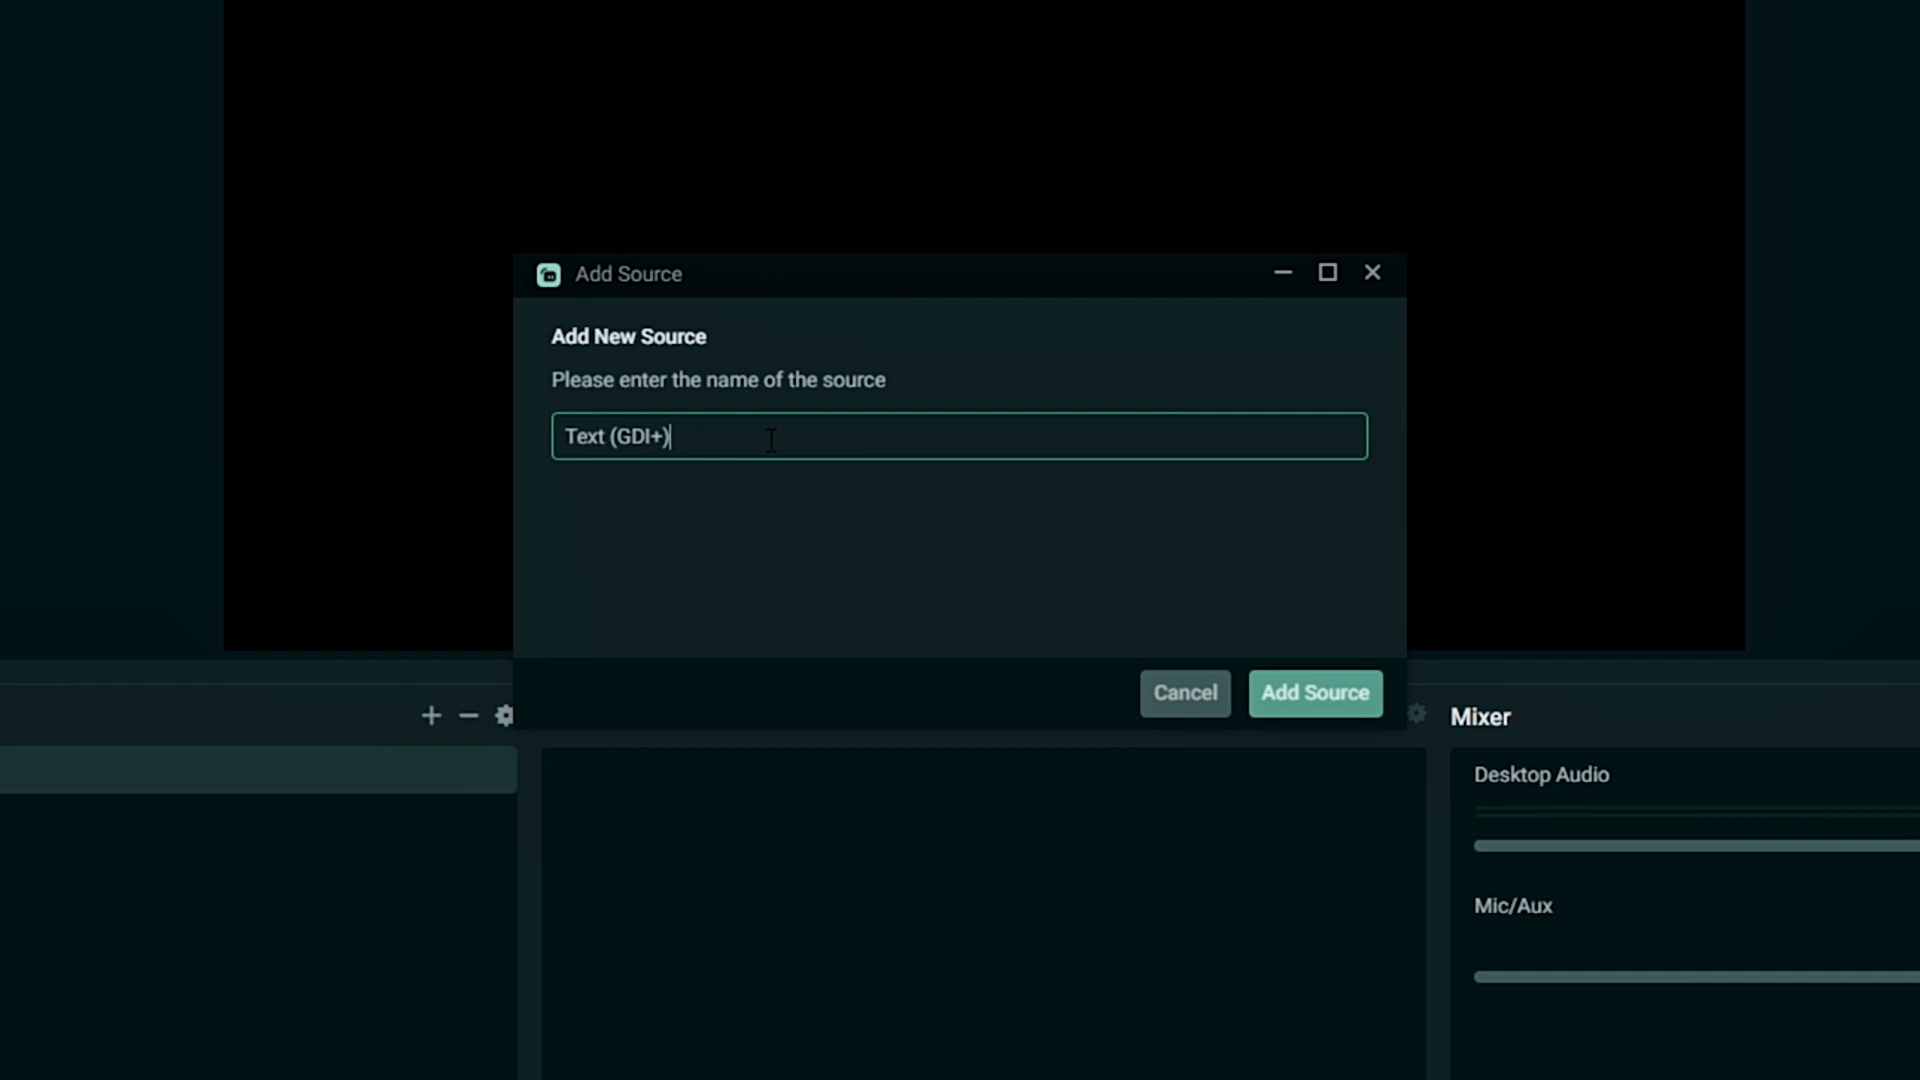 Add Source
Add New Source
Please enter the name of the source
Text (GDI+)
Cancel
Add Source
Mixer
Desktop Audio
Mic/Aux